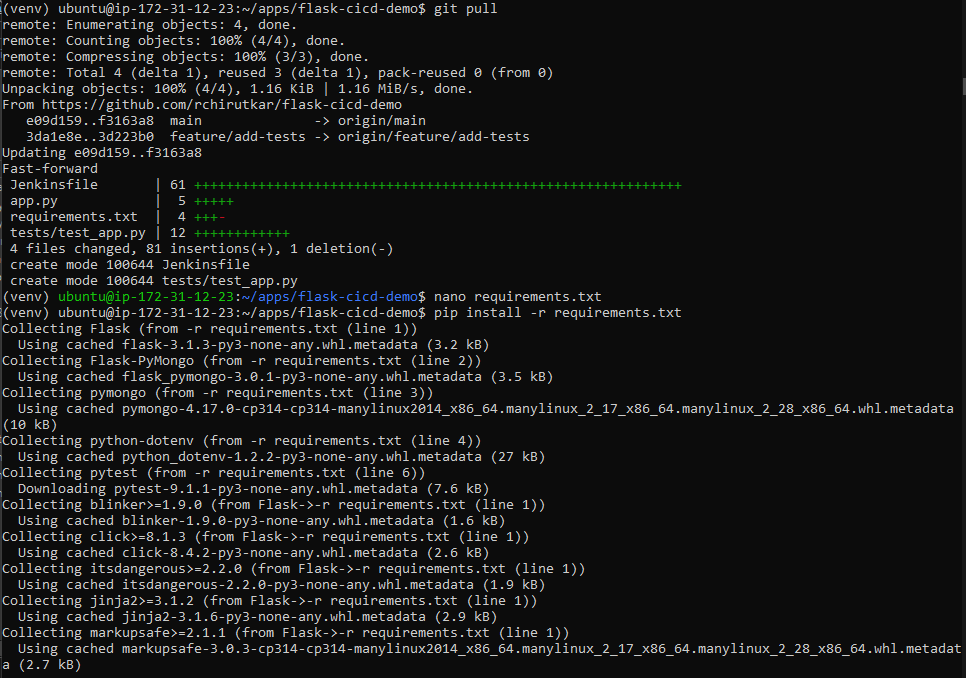 (venv) ubuntu@ip-172-31-12-23:~/apps/flask-cicd-demo$ git pull
remote: Enumerating objects: 4, done.
remote: Counting objects: 100% (4/4), done.
remote: Compressing objects: 100% (3/3), done.
remote: Total 4 (delta 1), reused 3 (delta 1), pack-reused 0 (from 0)
Unpacking objects: 100% (4/4), 1.16 KiB | 1.16 MiB/s, done.
From https://github.com/rchirutkar/flask-cicd-demo
   e09d159..f3163a8  main              -> origin/main
   3da1e8e..3d223b0  feature/add-tests -> origin/feature/add-tests
Updating e09d159..f3163a8
Fast-forward
 Jenkinsfile       | 61 +++++++++++++++++++++++++++++++++++++++++++++++++++++++++++++
 app.py            |  5 +++++
 requirements.txt  |  4 +++-
 tests/test_app.py | 12 ++++++++++++
 4 files changed, 81 insertions(+), 1 deletion(-)
 create mode 100644 Jenkinsfile
 create mode 100644 tests/test_app.py
(venv) ubuntu@ip-172-31-12-23:~/apps/flask-cicd-demo$ nano requirements.txt
(venv) ubuntu@ip-172-31-12-23:~/apps/flask-cicd-demo$ pip install -r requirements.txt
Collecting Flask (from -r requirements.txt (line 1))
  Using cached flask-3.1.3-py3-none-any.whl.metadata (3.2 kB)
Collecting Flask-PyMongo (from -r requirements.txt (line 2))
  Using cached flask_pymongo-3.0.1-py3-none-any.whl.metadata (3.5 kB)
Collecting pymongo (from -r requirements.txt (line 3))
  Using cached pymongo-4.17.0-cp314-cp314-manylinux2014_x86_64.manylinux_2_17_x86_64.manylinux_2_28_x86_64.whl.metadata
(10 kB)
Collecting python-dotenv (from -r requirements.txt (line 4))
  Using cached python_dotenv-1.2.2-py3-none-any.whl.metadata (27 kB)
Collecting pytest (from -r requirements.txt (line 6))
  Downloading pytest-9.1.1-py3-none-any.whl.metadata (7.6 kB)
Collecting blinker>=1.9.0 (from Flask->-r requirements.txt (line 1))
  Using cached blinker-1.9.0-py3-none-any.whl.metadata (1.6 kB)
Collecting click>=8.1.3 (from Flask->-r requirements.txt (line 1))
  Using cached click-8.4.2-py3-none-any.whl.metadata (2.6 kB)
Collecting itsdangerous>=2.2.0 (from Flask->-r requirements.txt (line 1))
  Using cached itsdangerous-2.2.0-py3-none-any.whl.metadata (1.9 kB)
Collecting jinja2>=3.1.2 (from Flask->-r requirements.txt (line 1))
  Using cached jinja2-3.1.6-py3-none-any.whl.metadata (2.9 kB)
Collecting markupsafe>=2.1.1 (from Flask->-r requirements.txt (line 1))
  Using cached markupsafe-3.0.3-cp314-cp314-manylinux2014_x86_64.manylinux_2_17_x86_64.manylinux_2_28_x86_64.whl.metadat
a (2.7 kB)